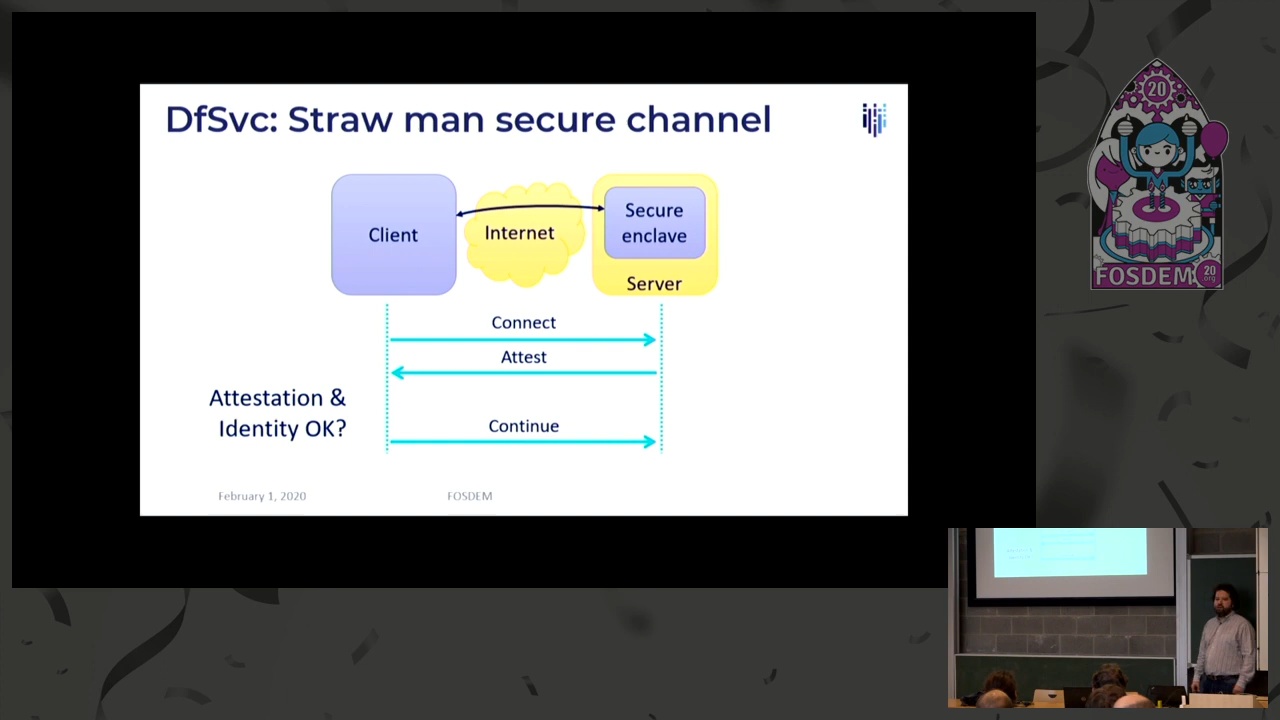 DfSvc: Straw man secure channel
Client
Internet
Secure
enclave
Server
Connect
Attest
Attestation &
Identity OK?
Continue
February 1, 2020
FOSDEM
20
FOSDEM
20
org